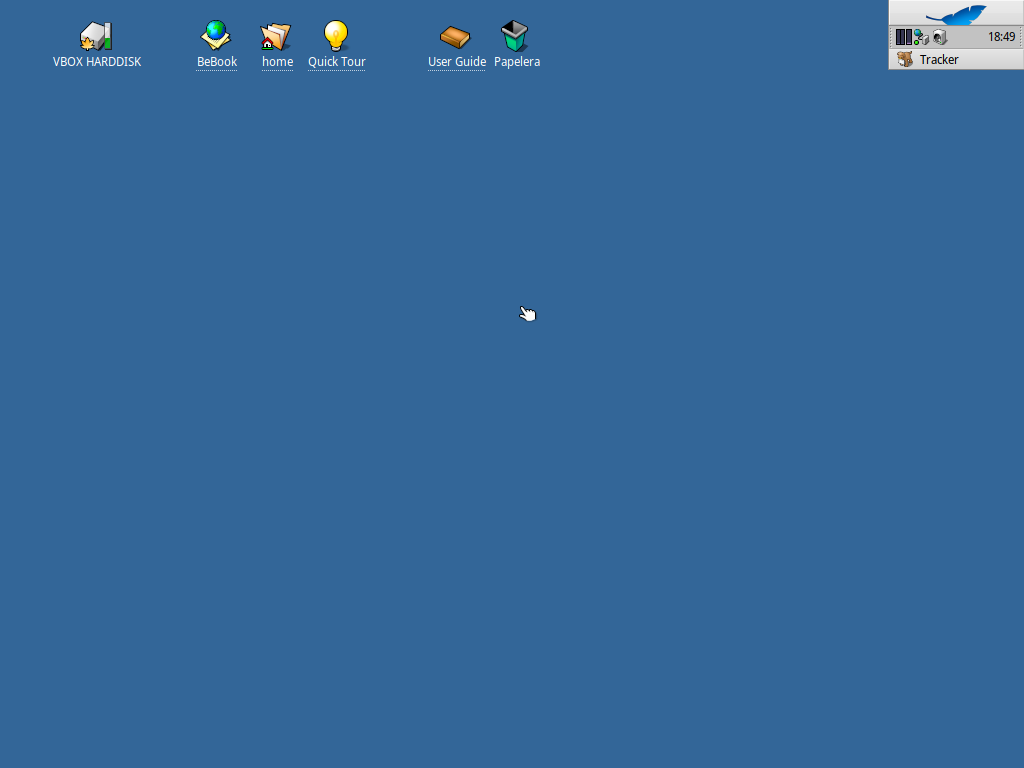 VBOX HARDDISK
BeBook
home
Quick Tour
User Guide
Papelera
18:49
Tracker